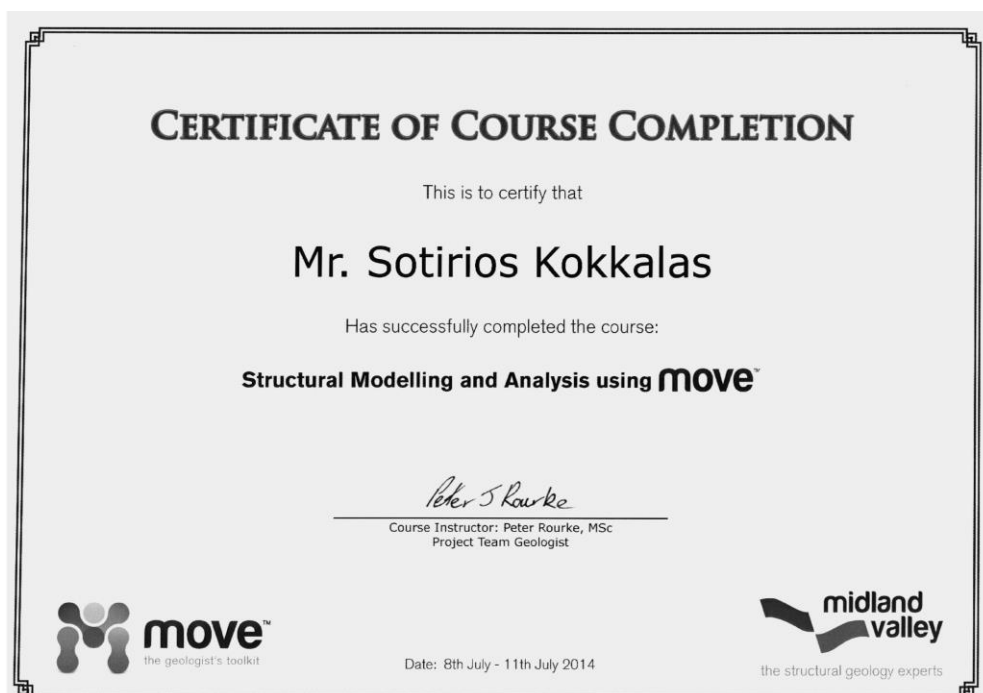 CERTIFICATE OF COURSE COMPLETION
This is to certify that
Mr. Sotirios Kokkalas
Has successfully completed the course:
Structural Modelling and Analysis using move™
Peter J Rourke
Course Instructor: Peter Rourke, MSc
Project Team Geologist
move™
the geologist's toolkit
Date: 8th July - 11th July 2014
midland
valley
the structural geology experts